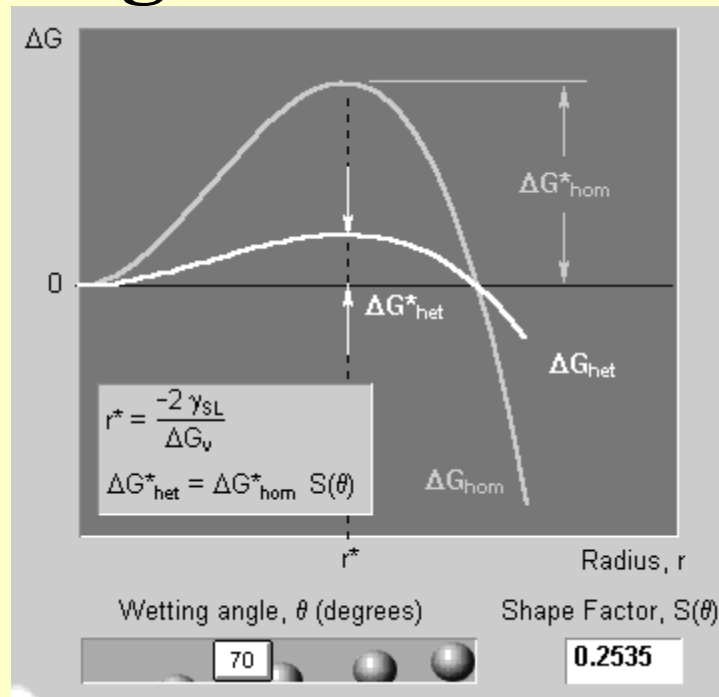 ΔG
ΔG*hom
0
ΔG*het
ΔGhet
r* = -2 γSL / ΔGv
ΔG*het = ΔG*hom S(θ)
ΔGhom
r*
Radius, r
Wetting angle, θ (degrees)
Shape Factor, S(θ)
70
0.2535